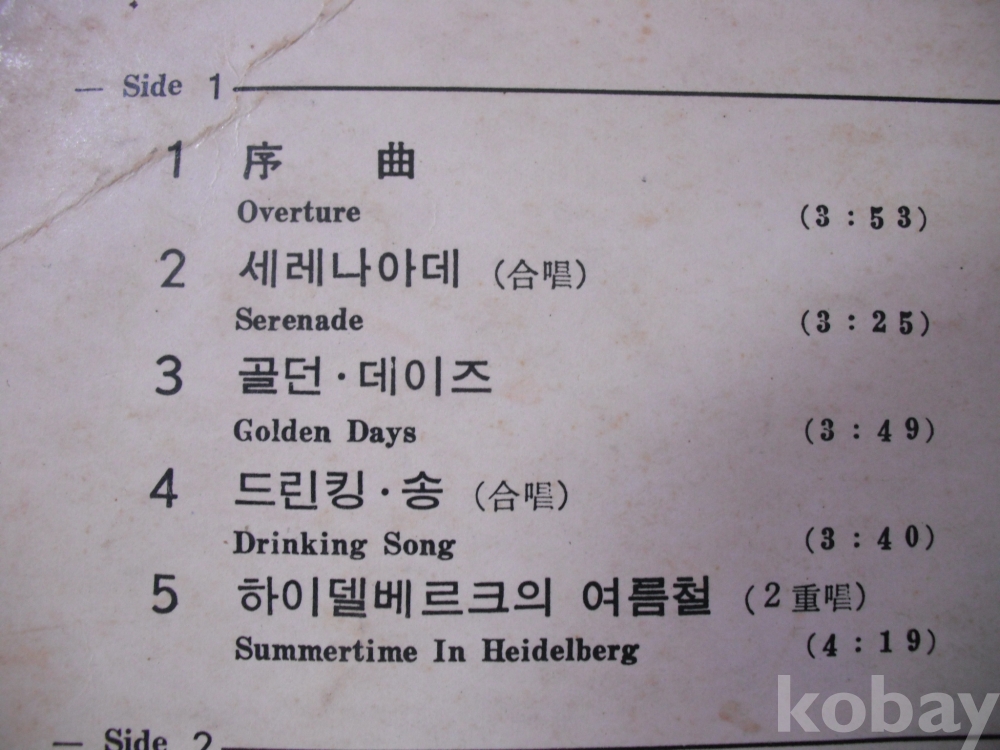 — Side 1
1 序 曲
Overture (3:53)
2 세레나아데 (合唱)
Serenade (3:25)
3 골던·데이즈
Golden Days (3:49)
4 드린킹·송 (合唱)
Drinking Song (3:40)
5 하이델베르크의 여름철 (2重唱)
Summertime In Heidelberg (4:19)
— Side 2
kobay